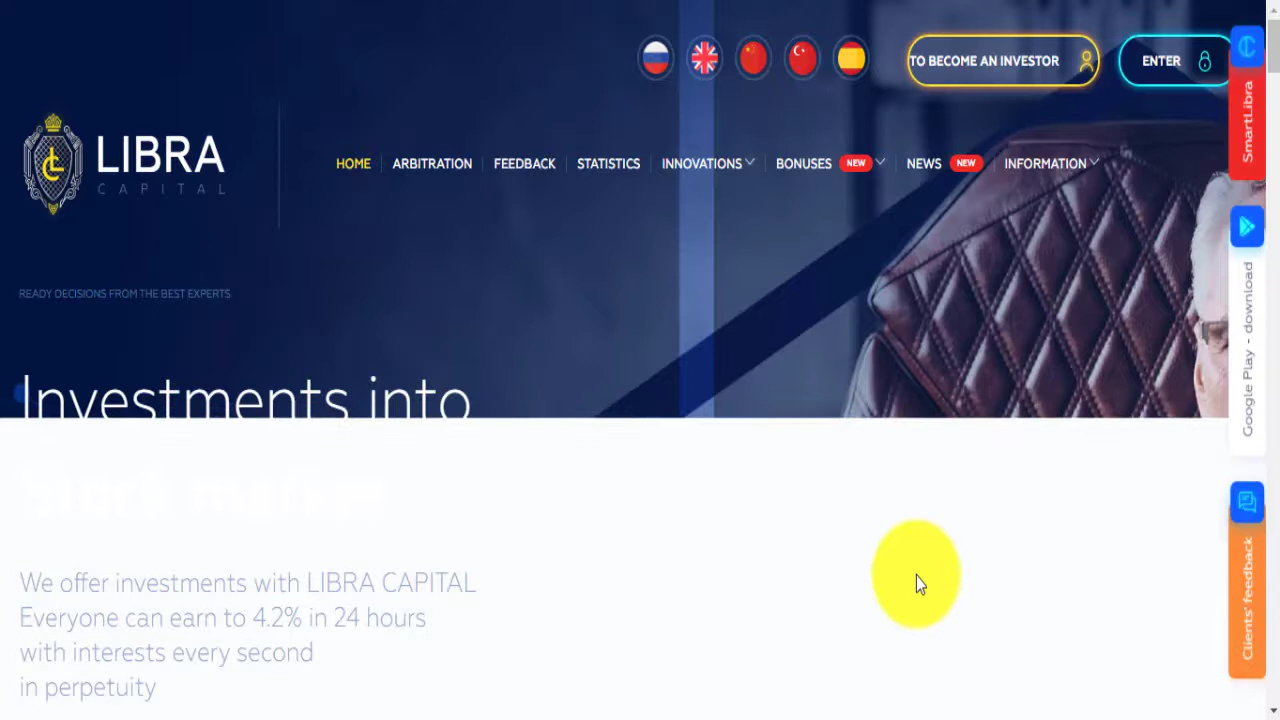 TO BECOME AN INVESTOR
ENTER
LIBRA
CAPITAL
HOME
ARBITRATION
FEEDBACK
STATISTICS
INNOVATIONS
BONUSES NEW
NEWS NEW
INFORMATION
READY DECISIONS FROM THE BEST EXPERTS
Investments into
We offer investments with LIBRA CAPITAL
Everyone can earn to 4.2% in 24 hours
with interests every second
in perpetuity
SmartLibra
Google Play - download
Clients' feedback